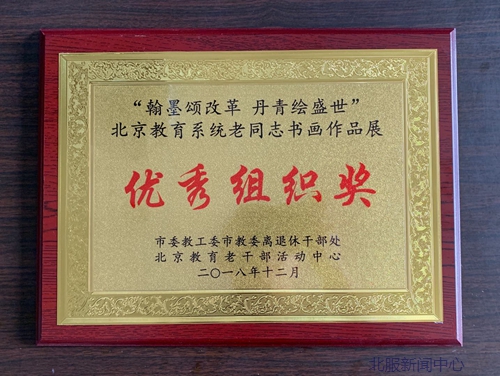 “翰墨颂改革 丹青绘盛世”
北京教育系统老同志书画作品展
优秀组织奖
市委教工委市教委离退休干部处
北京教育老干部活动中心
二〇一八年十二月
北服新闻中心